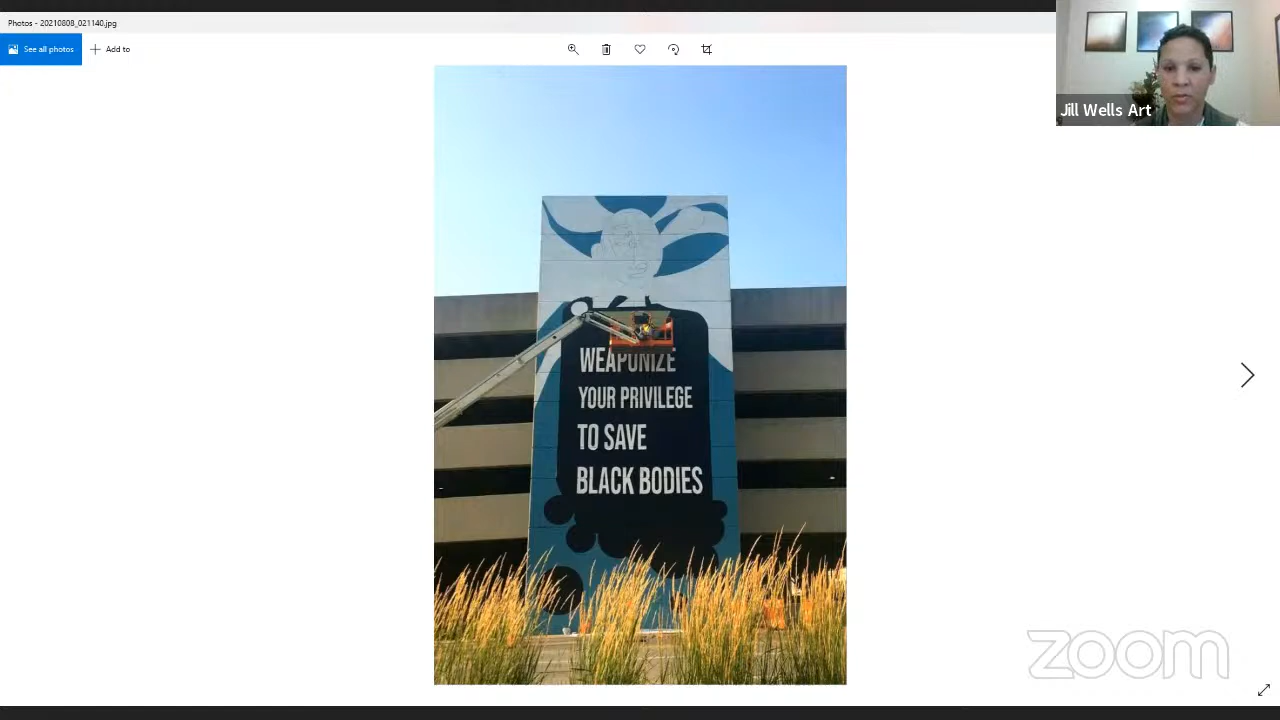 Photos - 20210808_021140.jpg
See all photos
Add to
Jill Wells Art
WEAPONIZE
YOUR PRIVILEGE
TO SAVE
BLACK BODIES
zoom